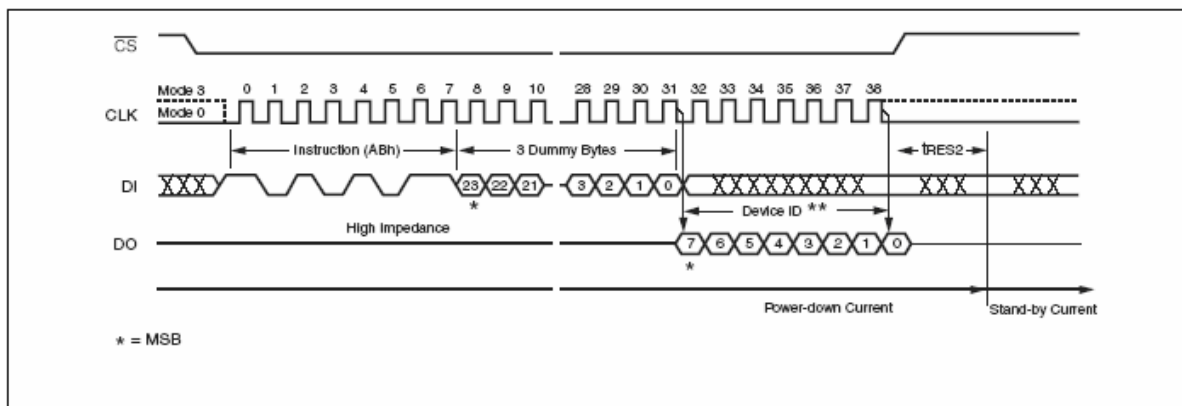 CS
Mode 3 0 1 2 3 4 5 6 7 8 9 10 28 29 30 31 32 33 34 35 36 37 38
CLK Mode 0
Instruction (ABh) 3 Dummy Bytes tRES2
DI 23 22 21 3 2 1 0
* Device ID **
High Impedance
DO 7 6 5 4 3 2 1 0
*
Power-down Current Stand-by Current
* = MSB